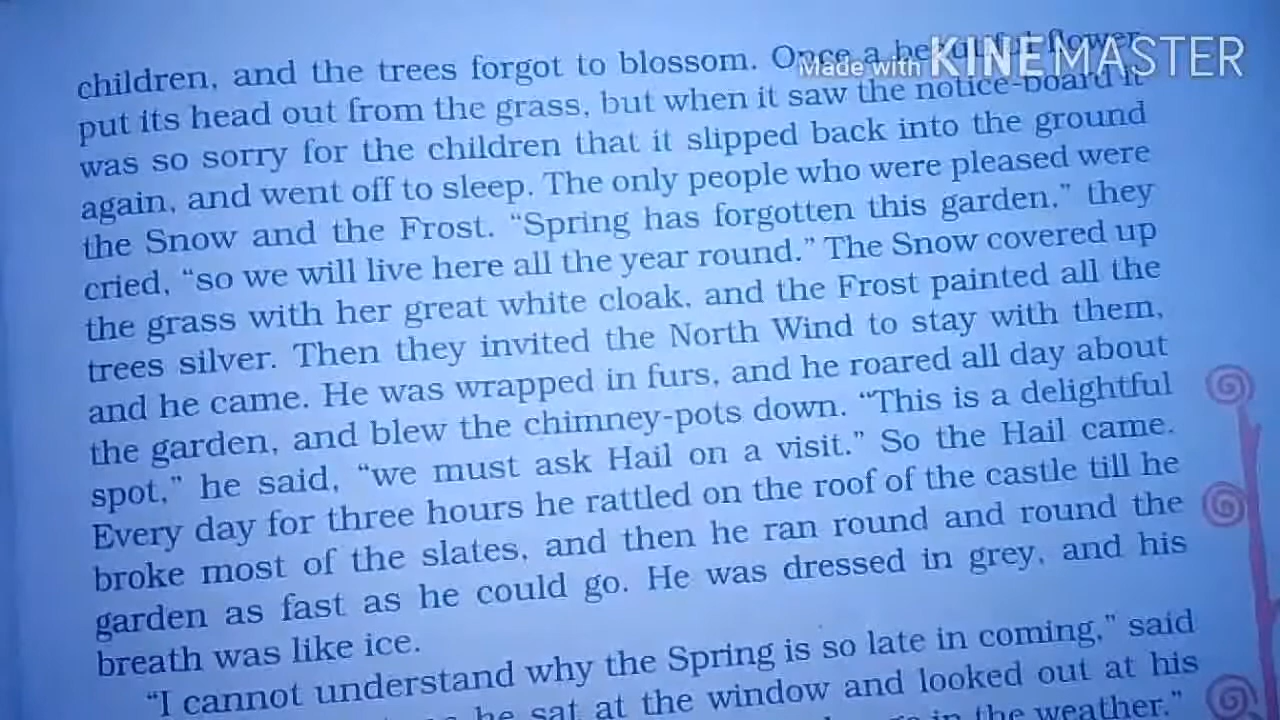 children, and the trees forgot to blossom. Once a beautiful flower
Made with KINEMASTER
put its head out from the grass, but when it saw the notice-board it
was so sorry for the children that it slipped back into the ground
again, and went off to sleep. The only people who were pleased were
the Snow and the Frost. “Spring has forgotten this garden,” they
cried, “so we will live here all the year round.” The Snow covered up
the grass with her great white cloak, and the Frost painted all the
trees silver. Then they invited the North Wind to stay with them,
and he came. He was wrapped in furs, and he roared all day about
the garden, and blew the chimney-pots down. “This is a delightful
spot,” he said, “we must ask Hail on a visit.” So the Hail came.
Every day for three hours he rattled on the roof of the castle till he
broke most of the slates, and then he ran round and round the
garden as fast as he could go. He was dressed in grey, and his
breath was like ice.
“I cannot understand why the Spring is so late in coming,” said
he sat at the window and looked out at his
in the weather.”